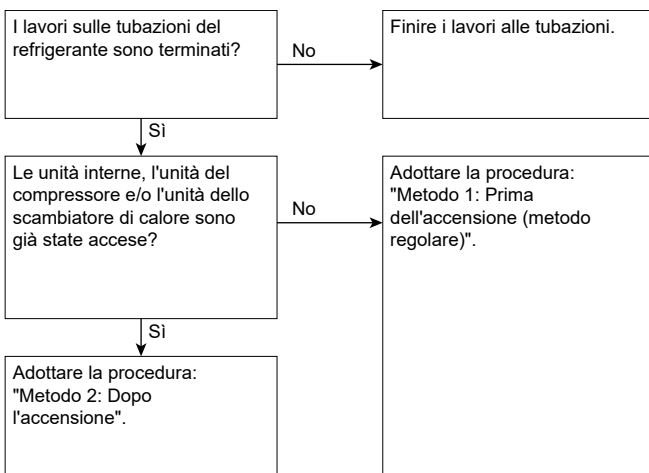 I lavori sulle tubazioni del
refrigerante sono terminati?
No
Finire i lavori alle tubazioni.
Sì
Le unità interne, l'unità del
compressore e/o l'unità dello
scambiatore di calore sono
già state accese?
No
Adottare la procedura:
"Metodo 1: Prima
dell'accensione (metodo
regolare)".
Sì
Adottare la procedura:
"Metodo 2: Dopo
l'accensione".